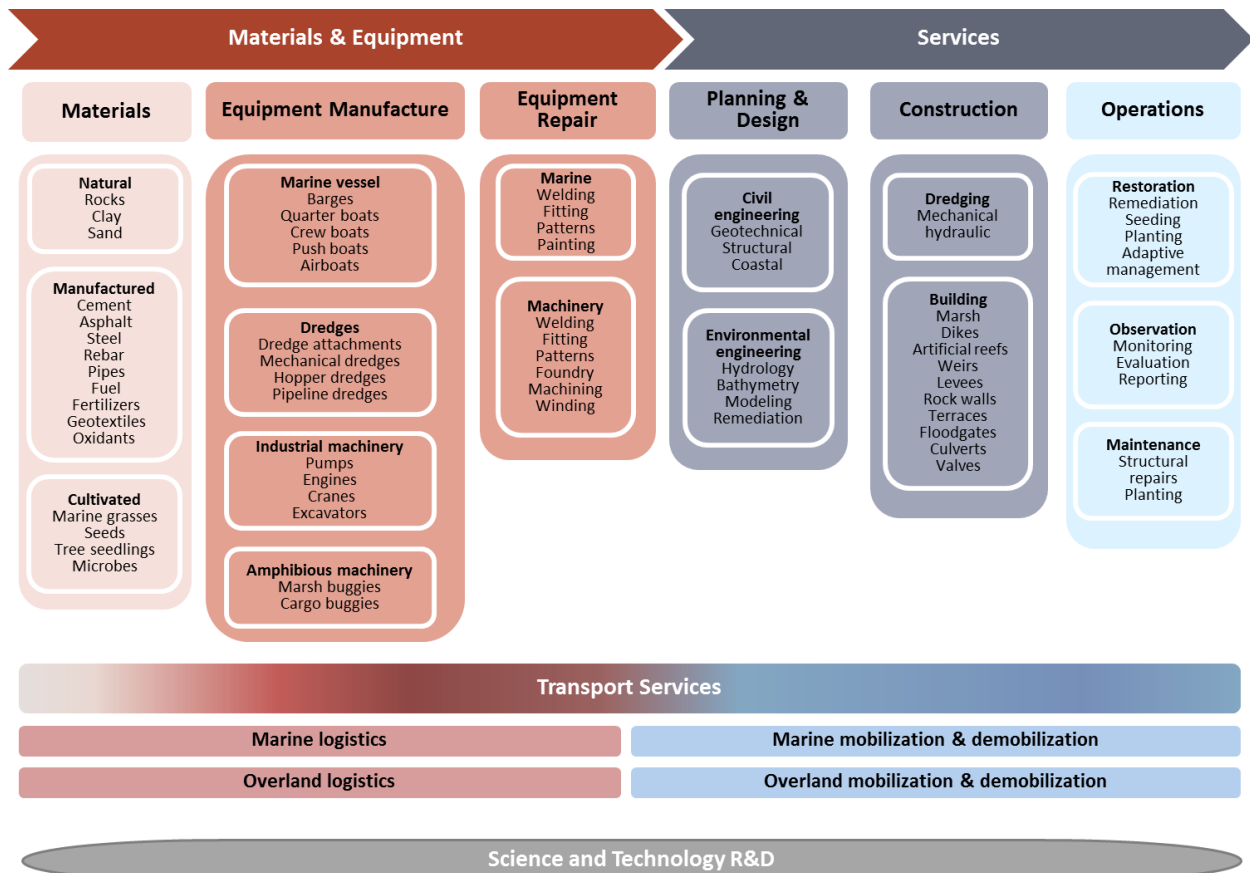 Materials & Equipment
Services
Materials
Equipment Manufacture
Equipment
Repair
Planning &
Design
Construction
Operations
Natural
Rocks
Clay
Sand
Manufactured
Cement
Asphalt
Steel
Rebar
Pipes
Fuel
Fertilizers
Geotextiles
Oxidants
Cultivated
Marine grasses
Seeds
Tree seedlings
Microbes
Marine vessel
Barges
Quarter boats
Crew boats
Push boats
Airboats
Dredges
Dredge attachments
Mechanical dredges
Hopper dredges
Pipeline dredges
Industrial machinery
Pumps
Engines
Cranes
Excavators
Amphibious machinery
Marsh buggies
Cargo buggies
Marine
Welding
Fitting
Patterns
Painting
Machinery
Welding
Fitting
Patterns
Foundry
Machining
Winding
Civil
engineering
Geotechnical
Structural
Coastal
Environmental
engineering
Hydrology
Bathymetry
Modeling
Remediation
Dredging
Mechanical
hydraulic
Building
Marsh
Dikes
Artificial reefs
Weirs
Levees
Rock walls
Terraces
Floodgates
Culverts
Valves
Restoration
Remediation
Seeding
Planting
Adaptive
management
Observation
Monitoring
Evaluation
Reporting
Maintenance
Structural
repairs
Planting
Transport Services
Marine logistics
Marine mobilization & demobilization
Overland logistics
Overland mobilization & demobilization
Science and Technology R&D